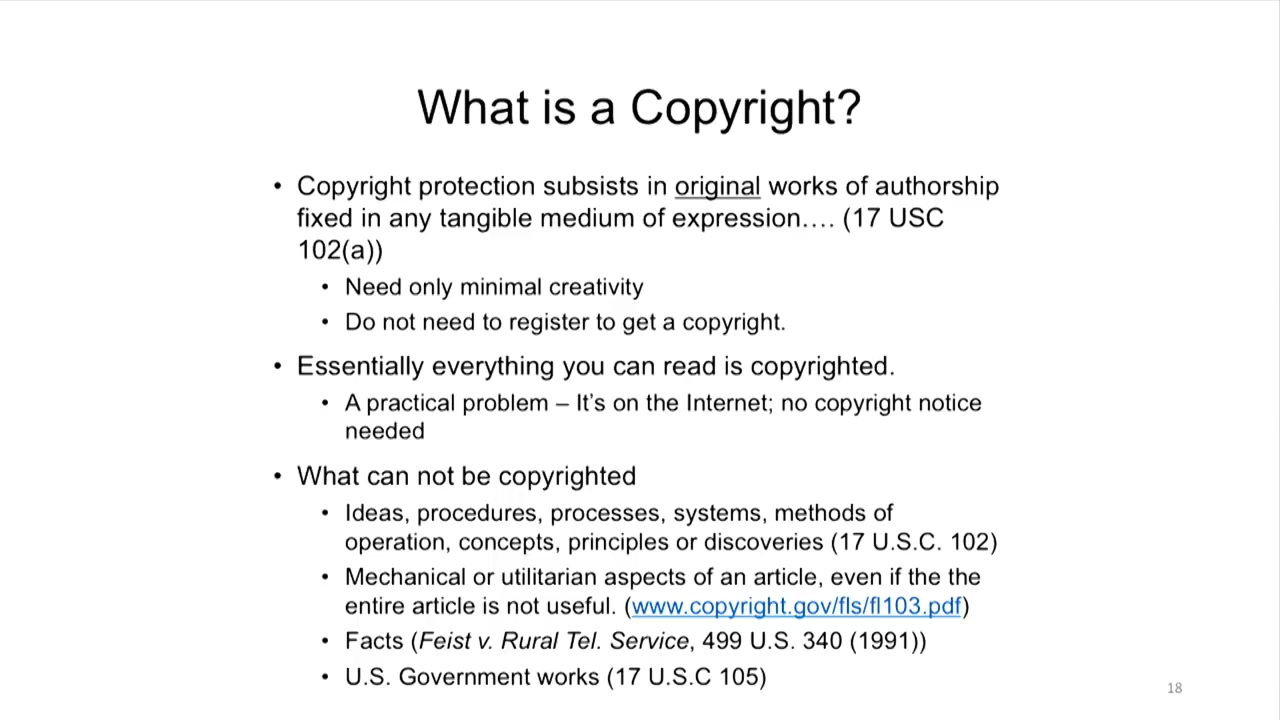 What is a Copyright?
• Copyright protection subsists in original works of authorship
fixed in any tangible medium of expression…. (17 USC
102(a))
• Need only minimal creativity
• Do not need to register to get a copyright.
• Essentially everything you can read is copyrighted.
• A practical problem – It’s on the Internet; no copyright notice
needed
• What can not be copyrighted
• Ideas, procedures, processes, systems, methods of
operation, concepts, principles or discoveries (17 U.S.C. 102)
• Mechanical or utilitarian aspects of an article, even if the the
entire article is not useful. (www.copyright.gov/fls/fl103.pdf)
• Facts (Feist v. Rural Tel. Service, 499 U.S. 340 (1991))
• U.S. Government works (17 U.S.C 105)
18